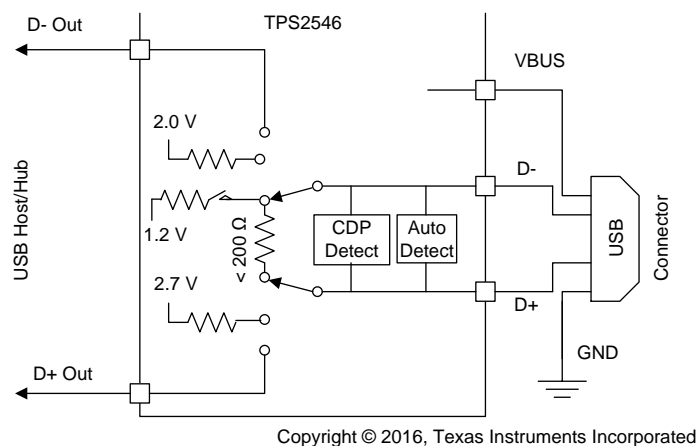 D- Out
TPS2546
VBUS
2.0 V
D-
1.2 V
< 200 Ω
CDP
Detect
Auto
Detect
USB Host/Hub
USB
Connector
2.7 V
D+
GND
D+ Out
Copyright © 2016, Texas Instruments Incorporated